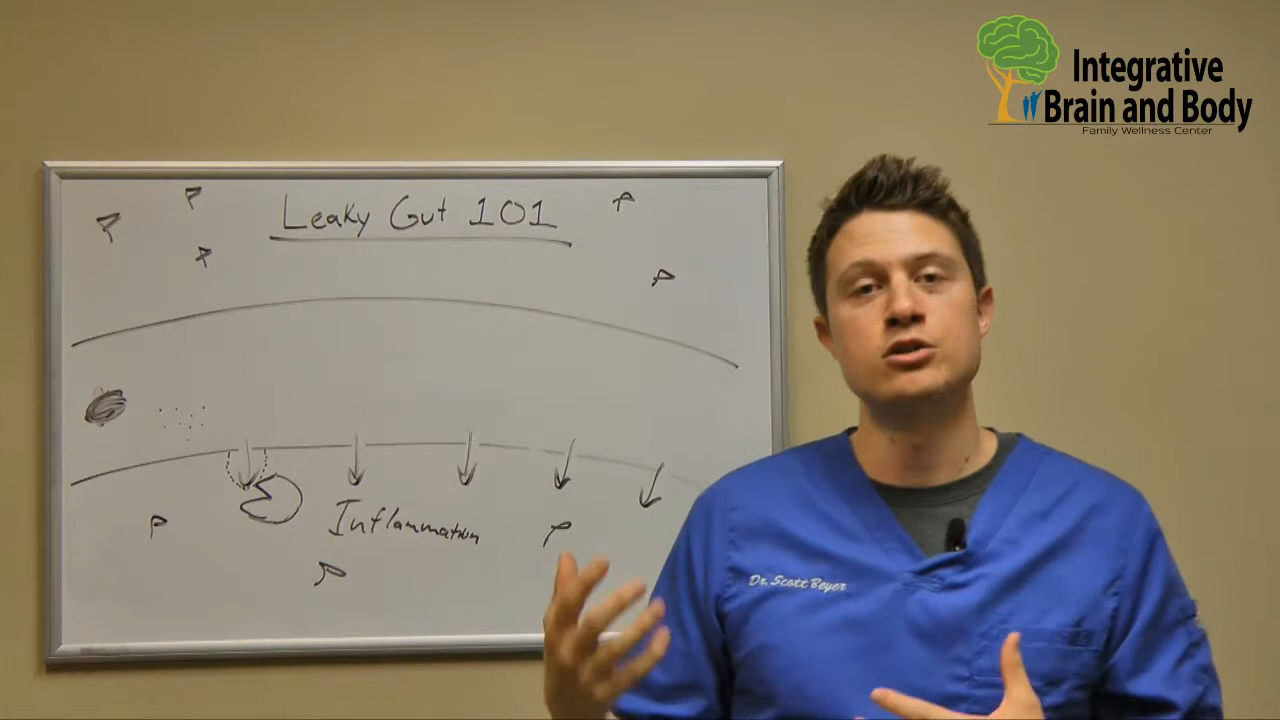 Integrative
Brain and Body
Family Wellness Center
Leaky Gut 101
Inflammation
Dr. Scott Beyer